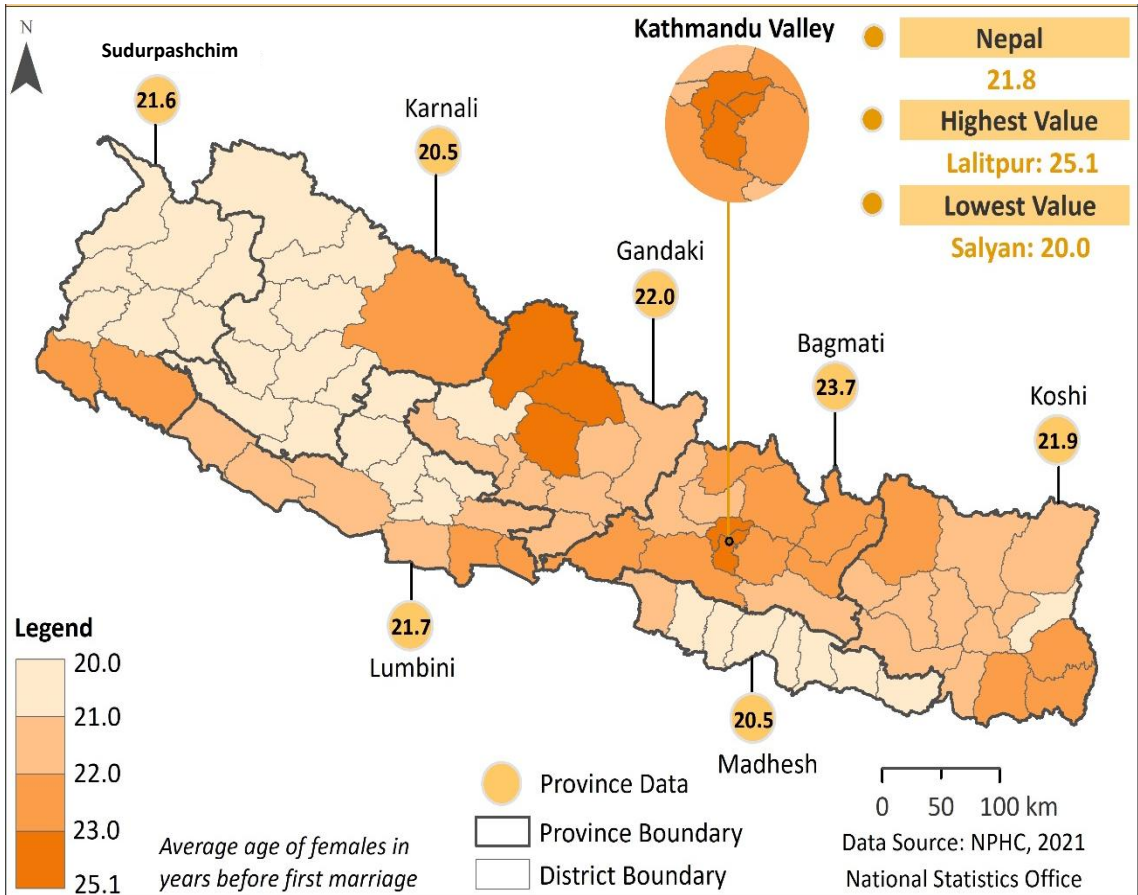 N
Sudurpashchim
21.6
Karnali
20.5
Kathmandu Valley
Nepal
21.8
Highest Value
Lalitpur: 25.1
Lowest Value
Salyan: 20.0
Gandaki
22.0
Bagmati
23.7
Koshi
21.9
21.7
Lumbini
20.5
Madhesh
Legend
20.0
21.0
22.0
23.0
25.1
Average age of females in
years before first marriage
Province Data
Province Boundary
District Boundary
0 50 100 km
Data Source: NPHC, 2021
National Statistics Office